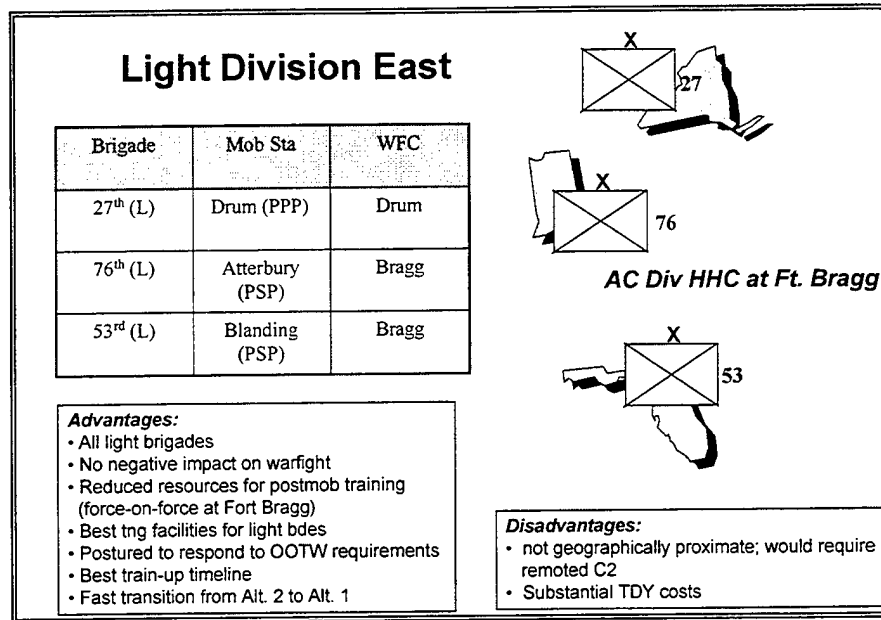 Light Division East
X
27
Brigade Mob Sta WFC
27th (L) Drum (PPP) Drum
76th (L) Atterbury Bragg
(PSP)
53rd (L) Blanding Bragg
(PSP)
X
76
AC Div HHC at Ft. Bragg
X
53
Advantages:
• All light brigades
• No negative impact on warfight
• Reduced resources for postmob training
(force-on-force at Fort Bragg)
• Best tng facilities for light bdes
• Postured to respond to OOTW requirements
• Best train-up timeline
• Fast transition from Alt. 2 to Alt. 1
Disadvantages:
• not geographically proximate; would require
remoted C2
• Substantial TDY costs